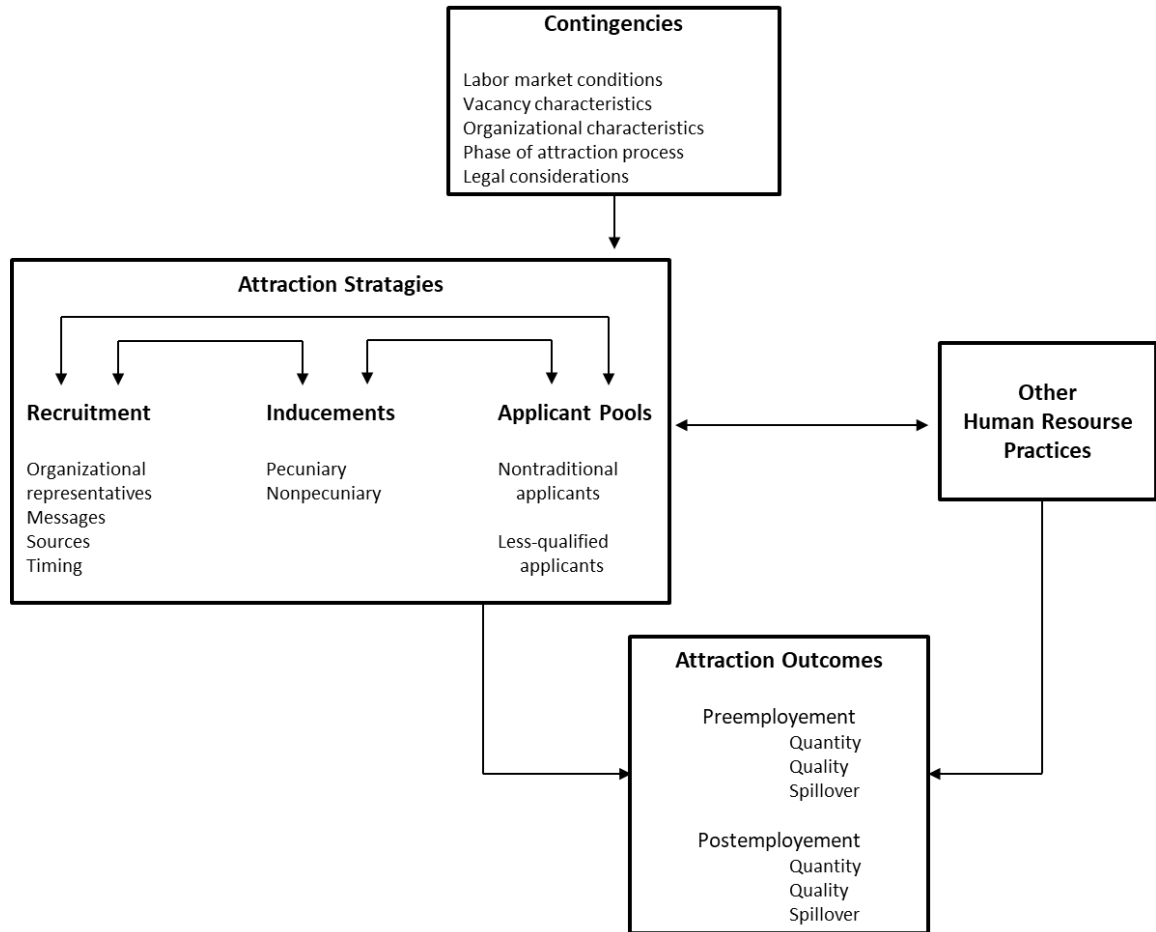 Contingencies
Labor market conditions
Vacancy characteristics
Organizational characteristics
Phase of attraction process
Legal considerations
Attraction Stratagies
Recruitment
Organizational
representatives
Messages
Sources
Timing
Inducements
Pecuniary
Nonpecuniary
Applicant Pools
Nontraditional
applicants
Less-qualified
applicants
Other
Human Resourse
Practices
Attraction Outcomes
Preemployement
Quantity
Quality
Spillover
Postemployement
Quantity
Quality
Spillover